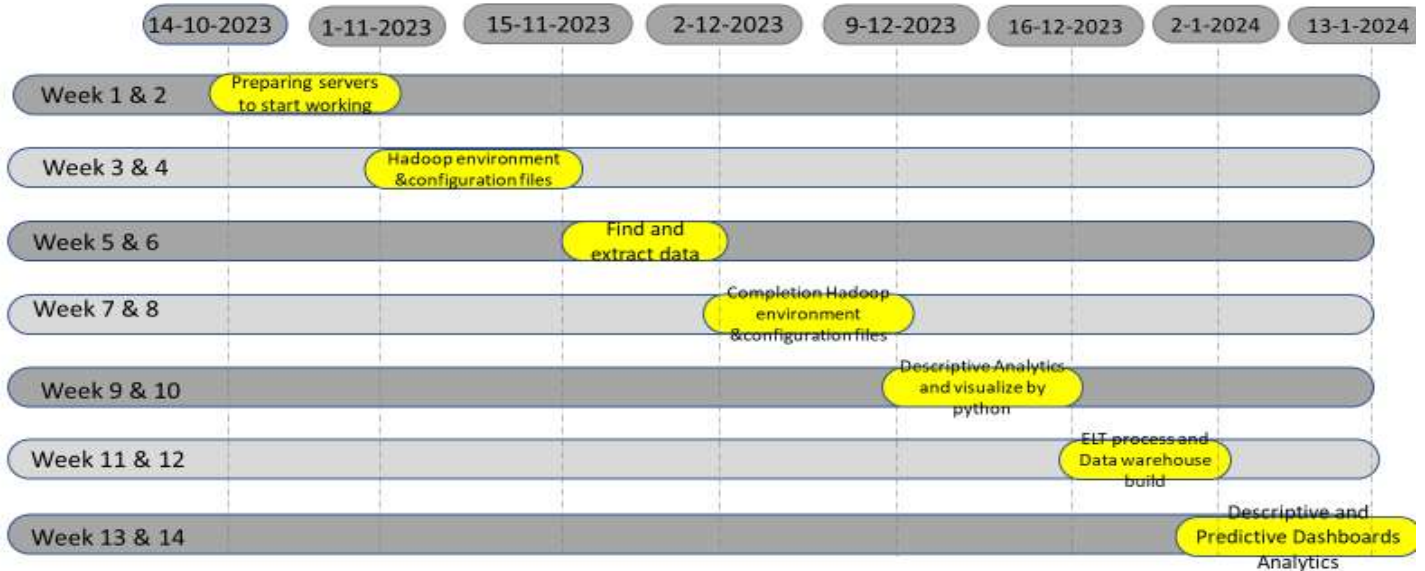 14-10-2023
1-11-2023
15-11-2023
2-12-2023
9-12-2023
16-12-2023
2-1-2024
13-1-2024
Week 1 & 2
Preparing servers
to start working
Week 3 & 4
Hadoop environment
&configuration files
Week 5 & 6
Find and
extract data
Week 7 & 8
Completion Hadoop
environment
&configuration files
Week 9 & 10
Descriptive Analytics
and visualize by
python
Week 11 & 12
ELT process and
Data warehouse
build
Week 13 & 14
Descriptive and
Predictive Dashboards
Analytics